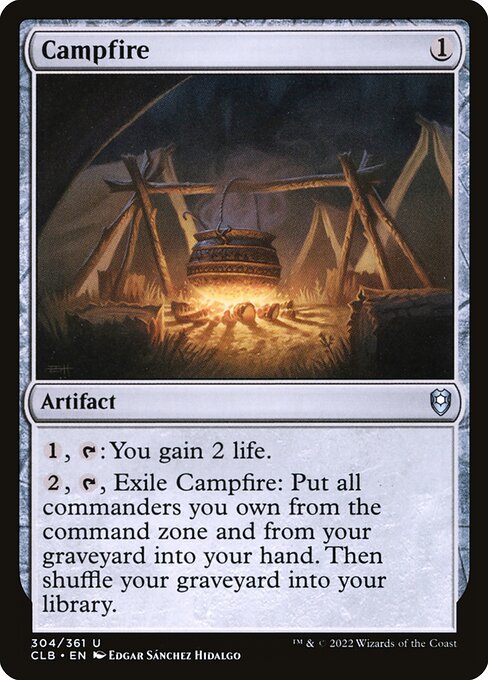 Campfire 1
Artifact
1, : You gain 2 life.
2, , Exile Campfire: Put all
commanders you own from the
command zone and from your
graveyard into your hand. Then
shuffle your graveyard into your
library.
304/361 U
™ & © 2022 Wizards of the Coast
CLB • EN Edgar Sánchez Hidalgo